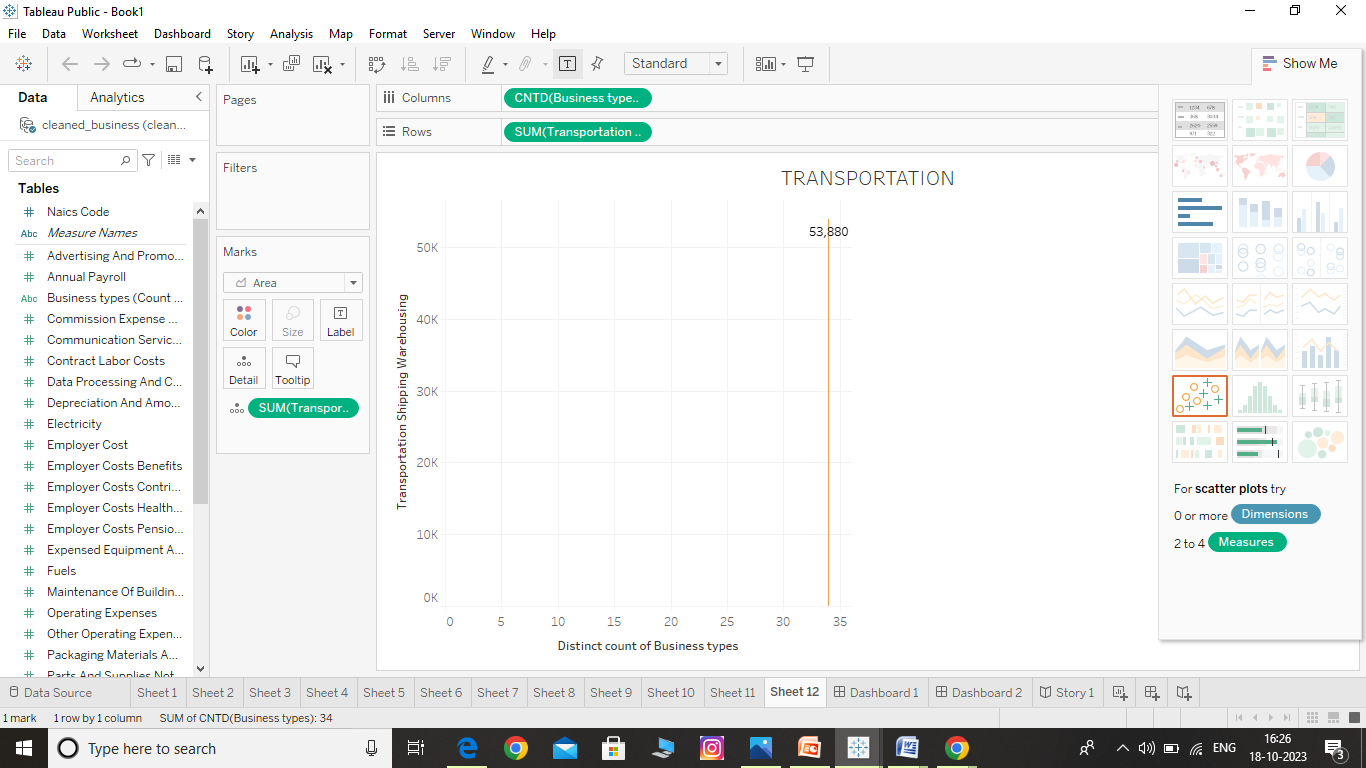 Tableau Public - Book1
File Data Worksheet Dashboard Story Analysis Map Format Server Window Help
Standard
Show Me
Data Analytics
cleaned_business (clean...
Search
Tables
Naics Code
Abc Measure Names
Advertising And Promo...
Annual Payroll
Abc Business types (Count ...
Commission Expense ...
Communication Servic...
Contract Labor Costs
Data Processing And C...
Depreciation And Amo...
Electricity
Employer Cost
Employer Costs Benefits
Employer Costs Contri...
Employer Costs Health...
Employer Costs Pensio...
Expensed Equipment A...
Fuels
Maintenance Of Buildin...
Operating Expenses
Other Operating Expen...
Packaging Materials A...
Parts And Supplies Not
Pages
Filters
Marks
Area
Color Size Label
Detail Tooltip
SUM(Transpor..
Columns CNTD(Business type..
Rows SUM(Transportation ..
TRANSPORTATION
53,880
50K
40K
30K
20K
10K
0K
Transportation Shipping Warehousing
0 5 10 15 20 25 30 35
Distinct count of Business types
For scatter plots try
0 or more Dimensions
2 to 4 Measures
Data Source Sheet 1 Sheet 2 Sheet 3 Sheet 4 Sheet 5 Sheet 6 Sheet 7 Sheet 8 Sheet 9 Sheet 10 Sheet 11 Sheet 12 Dashboard 1 Dashboard 2 Story 1
1 mark 1 row by 1 column SUM of CNTD(Business types): 34
Type here to search
ENG
16:26
18-10-2023
3